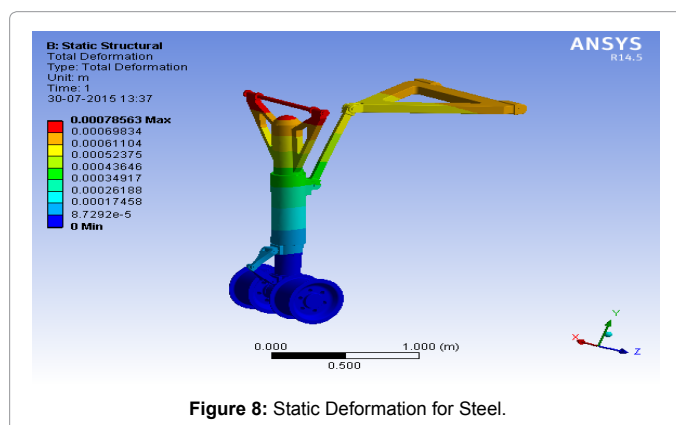 B: Static Structural
Total Deformation
Type: Total Deformation
Unit: m
Time: 1
30-07-2015 13:37
0.00078563 Max
0.00069834
0.00061104
0.00052375
0.00043646
0.00034917
0.00026188
0.00017458
8.7292e-5
0 Min
ANSYS
R14.5
0.000
1.000 (m)
0.500
Y
X
Z
Figure 8: Static Deformation for Steel.